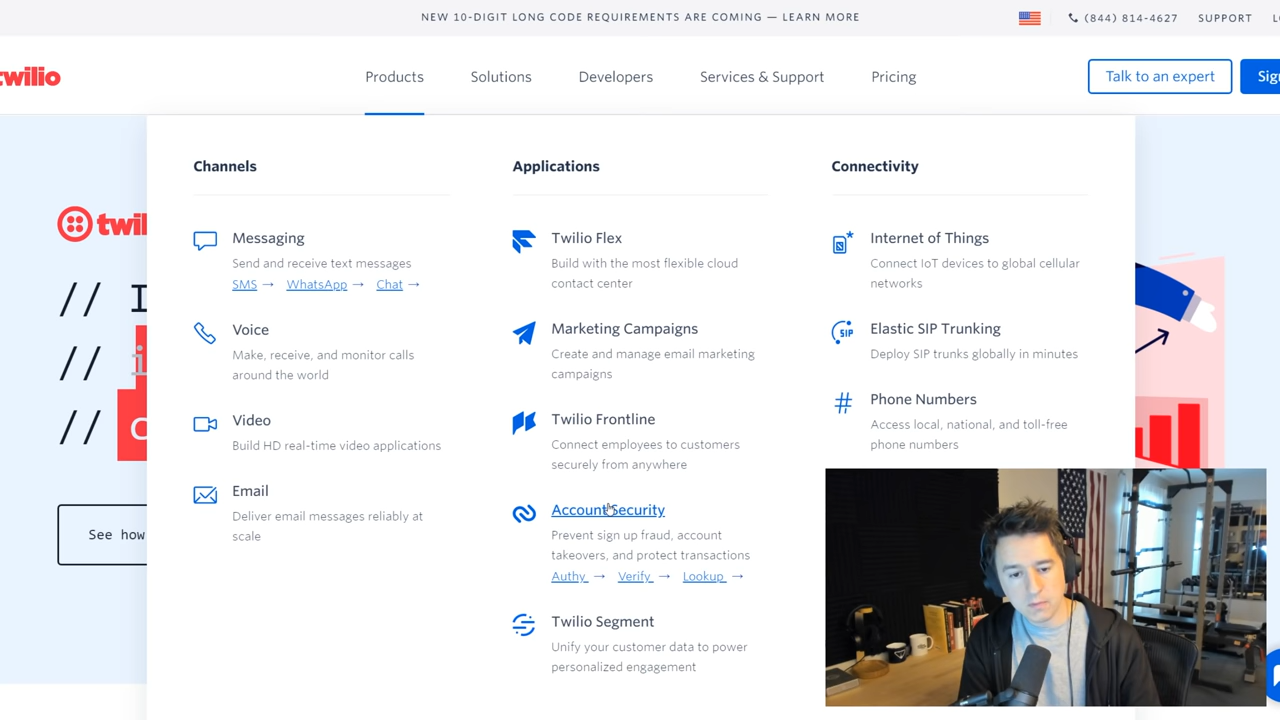 NEW 10-DIGIT LONG CODE REQUIREMENTS ARE COMING — LEARN MORE
(844) 814-4627
SUPPORT
twilio
Products
Solutions
Developers
Services & Support
Pricing
Talk to an expert
Channels
Messaging
Send and receive text messages
SMS → WhatsApp → Chat →
Voice
Make, receive, and monitor calls
around the world
Video
Build HD real-time video applications
Email
Deliver email messages reliably at
scale
Applications
Twilio Flex
Build with the most flexible cloud
contact center
Marketing Campaigns
Create and manage email marketing
campaigns
Twilio Frontline
Connect employees to customers
securely from anywhere
Account Security
Prevent sign up fraud, account
takeovers, and protect transactions
Authy → Verify → Lookup →
Twilio Segment
Unify your customer data to power
personalized engagement
Connectivity
Internet of Things
Connect IoT devices to global cellular
networks
Elastic SIP Trunking
Deploy SIP trunks globally in minutes
SIP
Phone Numbers
Access local, national, and toll-free
phone numbers
//
//
//
See how